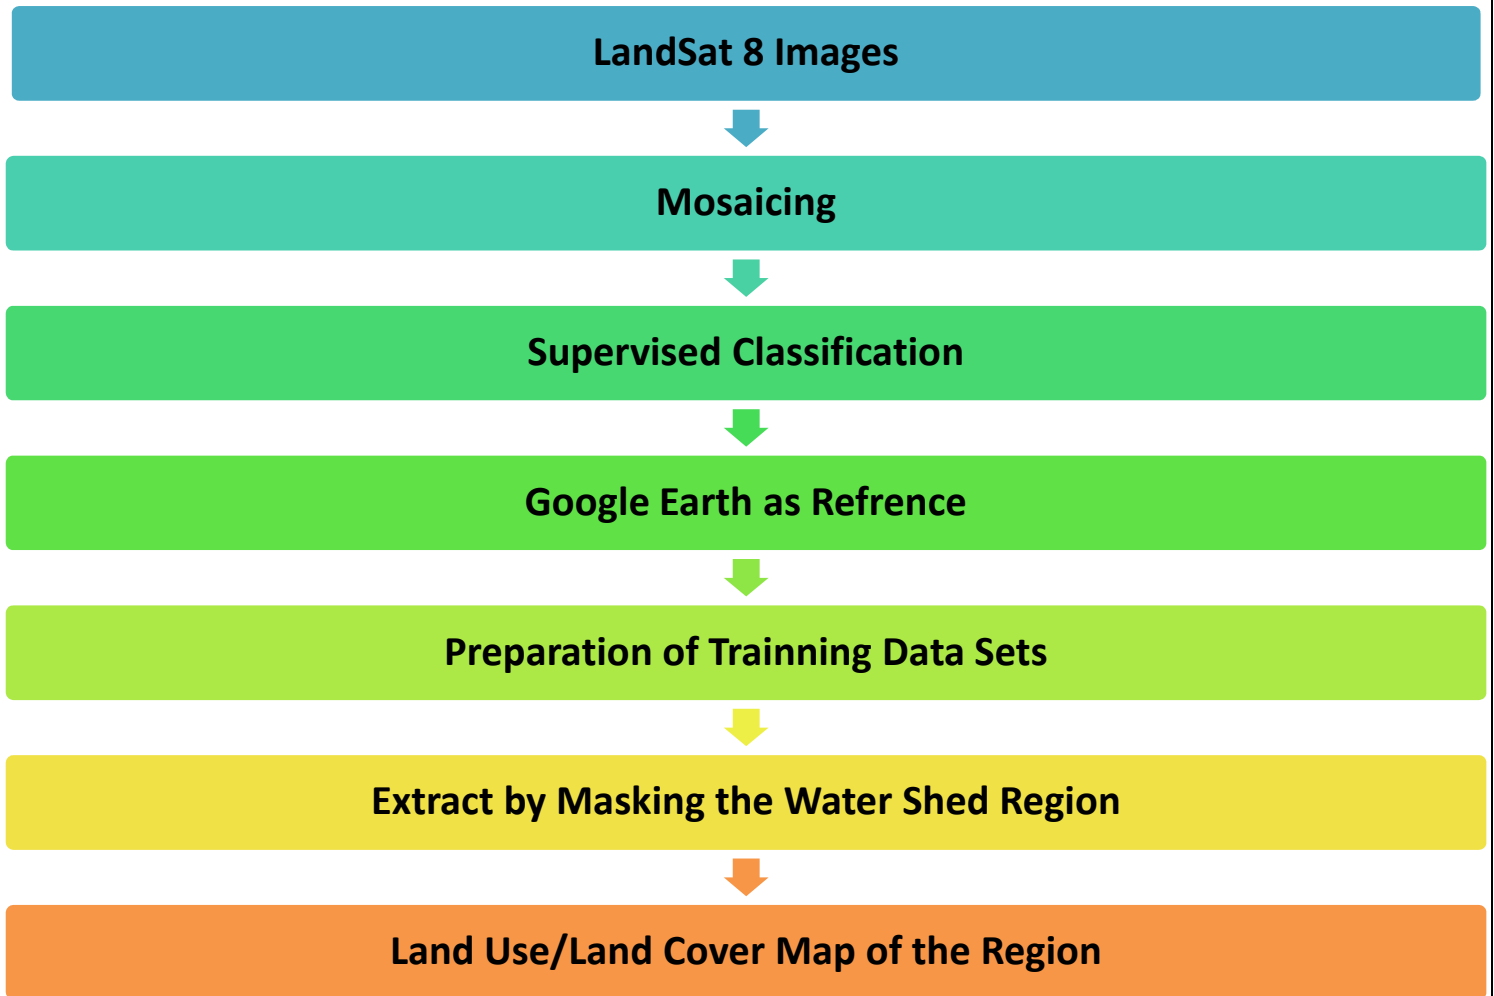 LandSat 8 Images
Mosaicing
Supervised Classification
Google Earth as Refrence
Preparation of Trainning Data Sets
Extract by Masking the Water Shed Region
Land Use/Land Cover Map of the Region